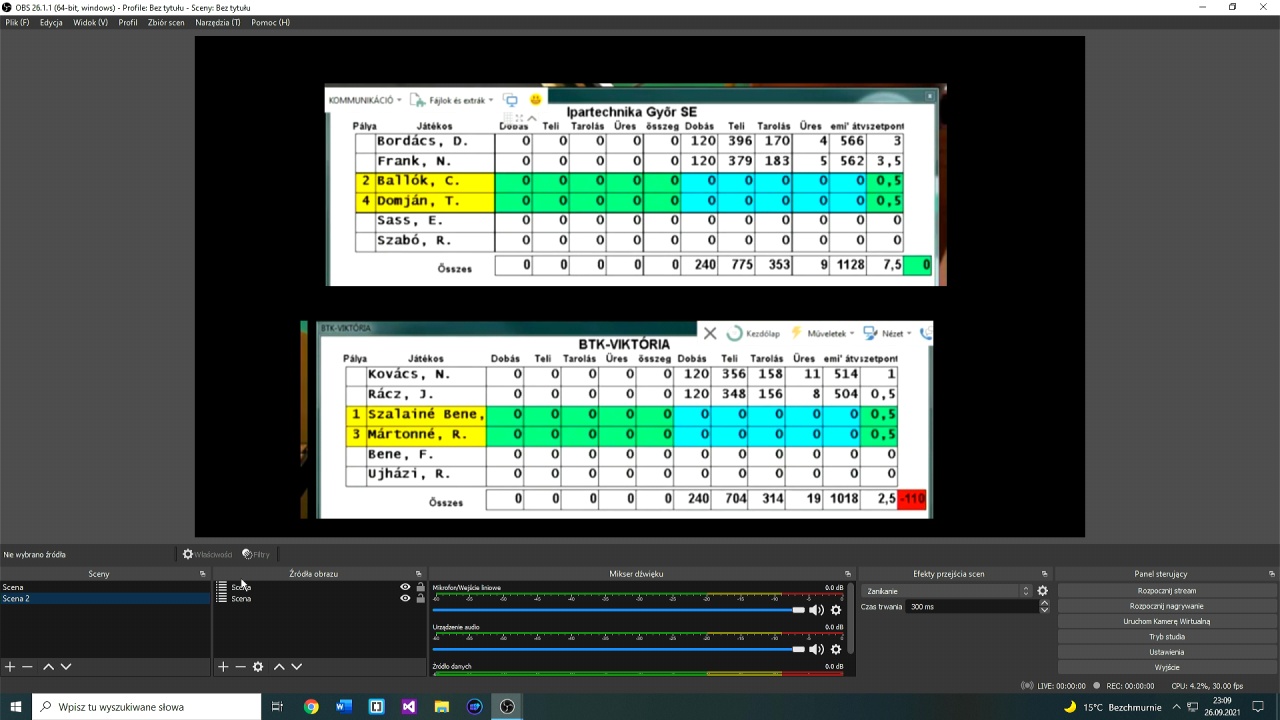 OBS 26.1.1 (64-bit, windows) - Profile: Bez tytułu - Sceny: Bez tytułu
Plik (F) Edycja Widok (V) Profil Zbiór scen Narzędzia (T) Pomoc (H)
KOMMUNIKÁCIÓ Fájlok és extrák
Ipartechnika Győr SE
Pálya Játékos Dobás Teli Tarolás Üres összeg Dobás Teli Tarolás Üres
Bordács, D. 0 0 0 0 0 120 396 170 4 566 3
Frank, N. 0 0 0 0 0 120 379 183 5 562 3,5
2 Ballók, C. 0 0 0 0 0 0 0 0 0 0 0,5
4 Domján, T. 0 0 0 0 0 0 0 0 0 0 0,5
Sass, E. 0 0 0 0 0 0 0 0 0 0 0
Szabó, R. 0 0 0 0 0 0 0 0 0 0 0
Összes 0 0 0 0 0 240 775 353 9 1128 7,5 0
BTK-VIKTÓRIA Kezdőlap Műveletek Nézet
BTK-VIKTÓRIA
Pálya Játékos Dobás Teli Tarolás Üres összeg Dobás Teli Tarolás Üres
Kovács, N. 0 0 0 0 0 120 356 158 11 514 1
Rácz, J. 0 0 0 0 0 120 348 156 8 504 0,5
1 Szalainé Bene, 0 0 0 0 0 0 0 0 0 0 0,5
3 Mártonné, R. 0 0 0 0 0 0 0 0 0 0 0,5
Bene, F. 0 0 0 0 0 0 0 0 0 0 0
Ujházi, R. 0 0 0 0 0 0 0 0 0 0 0
Összes 0 0 0 0 0 240 704 314 19 1018 2,5 -110
Nie wybrano źródła Właściwości Filtry
Sceny
Scena
Scena 2
Źródła obrazu
Scena
Scena
Mikser dźwięku
Mikrofon/Wejście liniowe 0.0 dB
Urządzenie audio 0.0 dB
Źródło danych 0.0 dB
Efekty przejścia scen
Zanikanie
Czas trwania 300 ms
Panel sterujący
Rozpocznij stream
Rozpocznij nagrywanie
Uruchom Kamerę Wirtualną
Tryb studia
Ustawienia
Wyjście
LIVE: 00:00:00 REC: 00:00:00 CPU: 4.2%, 30.00 fps
Wpisz tu wyszukiwane słowa
15°C Bezchmurnie
23:09
26.09.2021